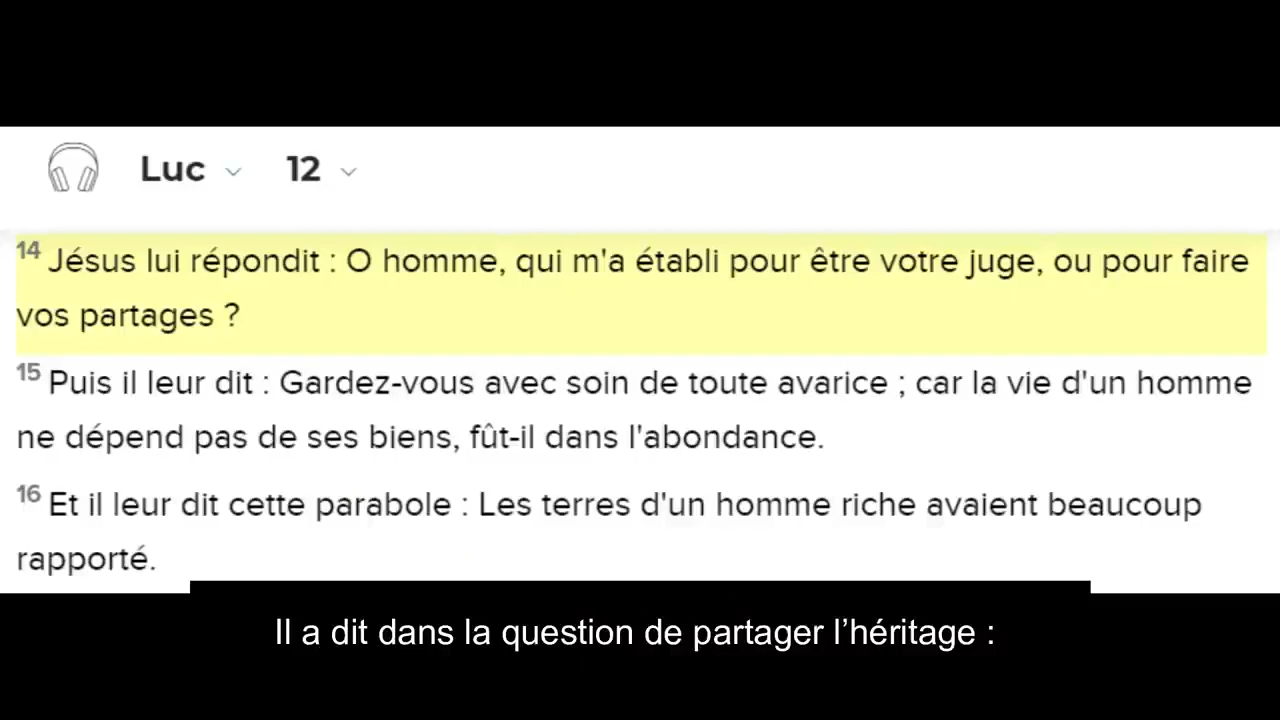 Luc 12
14 Jésus lui répondit : O homme, qui m'a établi pour être votre juge, ou pour faire
vos partages ?
15 Puis il leur dit : Gardez-vous avec soin de toute avarice ; car la vie d'un homme
ne dépend pas de ses biens, fût-il dans l'abondance.
16 Et il leur dit cette parabole : Les terres d'un homme riche avaient beaucoup
rapporté.
Il a dit dans la question de partager l’héritage :